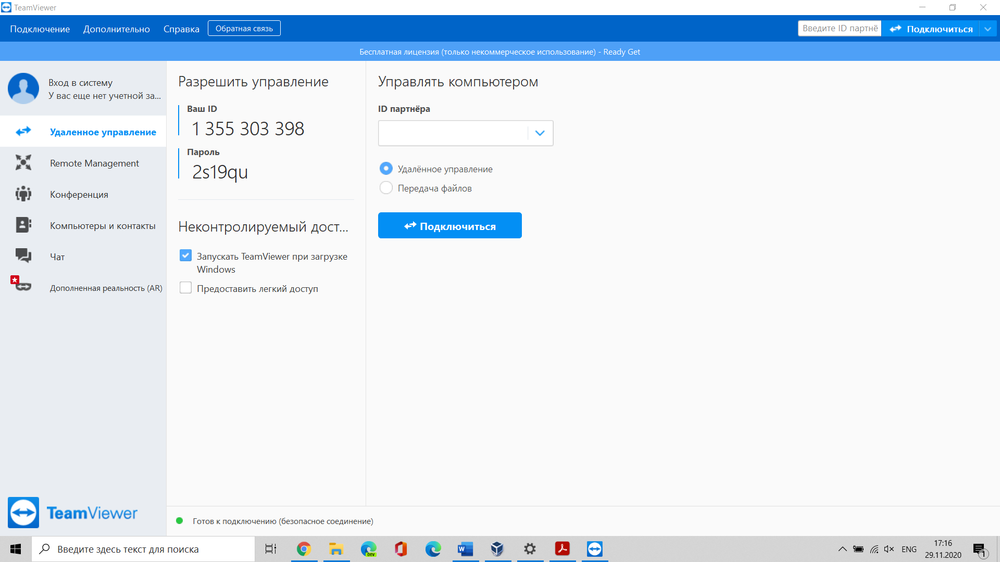 TeamViewer
Подключение Дополнительно Справка Обратная связь
Введите ID партнё Подключиться
Бесплатная лицензия (только некоммерческое использование) - Ready Get
Вход в систему
У вас еще нет учетной за...
Удаленное управление
Remote Management
Конференция
Компьютеры и контакты
Чат
Дополненная реальность (AR)
TeamViewer
Разрешить управление
Ваш ID
1 355 303 398
Пароль
2s19qu
Неконтролируемый дост...
Запускать TeamViewer при загрузке
Windows
Предоставить легкий доступ
Управлять компьютером
ID партнёра
Удалённое управление
Передача файлов
Подключиться
Готов к подключению (безопасное соединение)
Введите здесь текст для поиска
DEV
ENG
17:16
29.11.2020
1